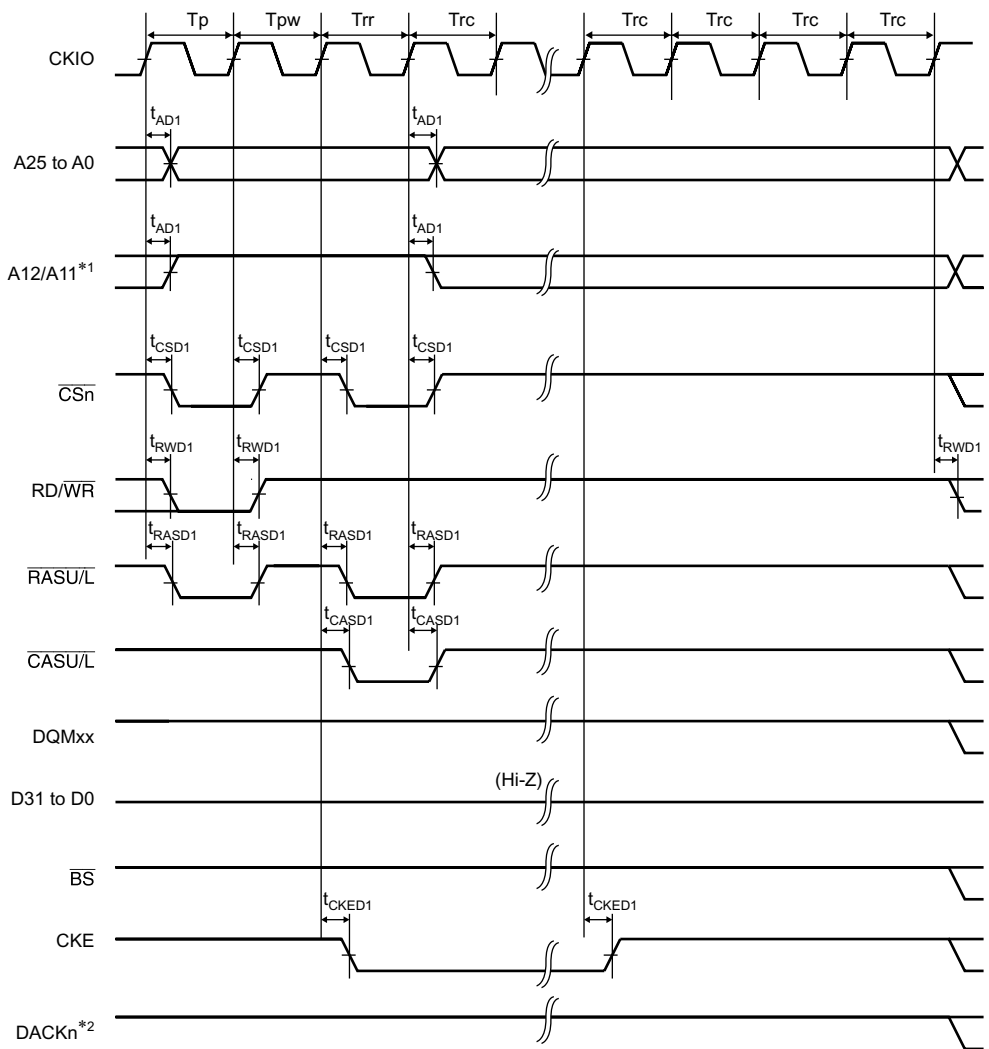 Tp Tpw Trr Trc Trc Trc Trc Trc
CKIO
tAD1 tAD1
A25 to A0
tAD1 tAD1
A12/A11*1
tCSD1 tCSD1 tCSD1 tCSD1
CSn
tRWD1 tRWD1 tRWD1
RD/WR
tRASD1 tRASD1 tRASD1 tRASD1
RASU/L
tCASD1 tCASD1
CASU/L
DQMxx
(Hi-Z)
D31 to D0
BS
tCKED1 tCKED1
CKE
DACKn*2